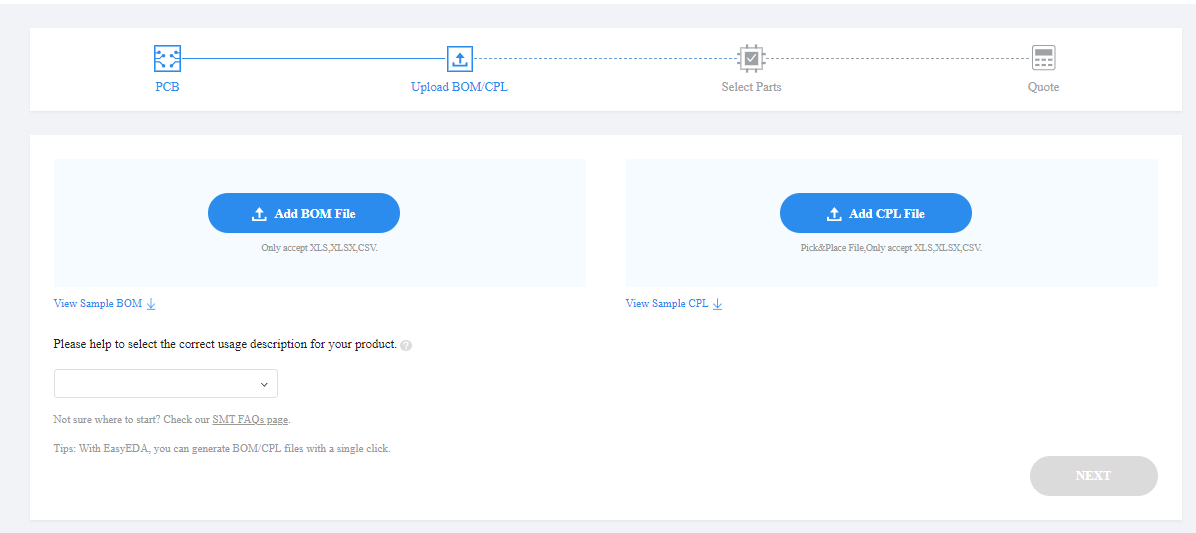 PCB
Upload BOM/CPL
Select Parts
Quote
Add BOM File
Only accept XLS,XLSX,CSV.
Add CPL File
Pick&Place File,Only accept XLS,XLSX,CSV.
View Sample BOM
View Sample CPL
Please help to select the correct usage description for your product. ?
Not sure where to start? Check our SMT FAQs page.
Tips: With EasyEDA, you can generate BOM/CPL files with a single click.
NEXT